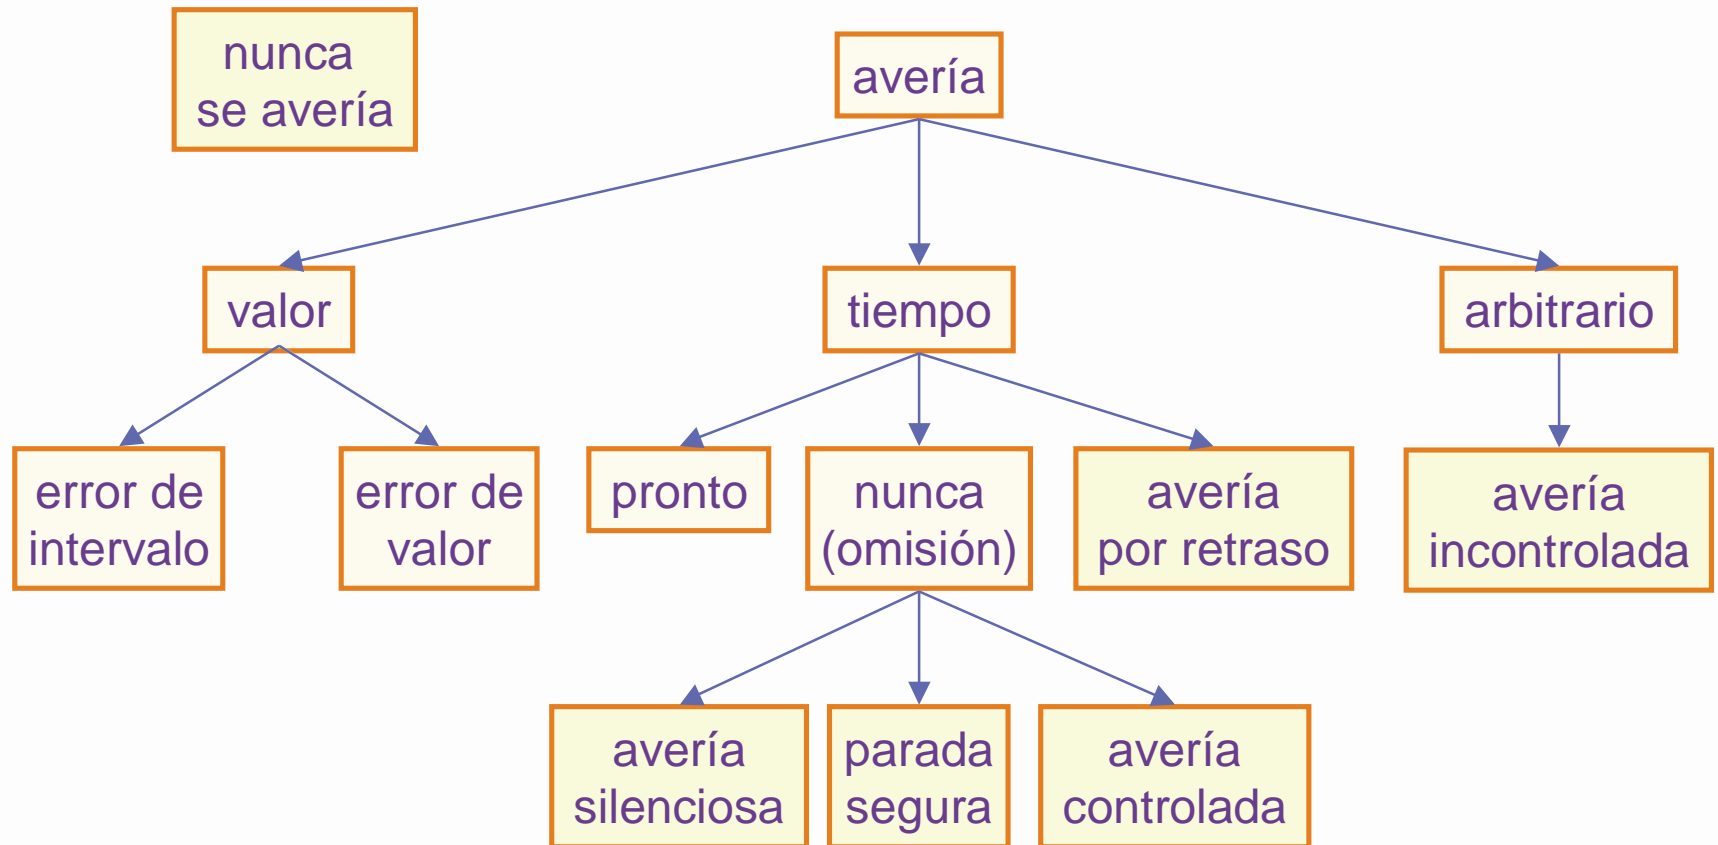 nunca
se avería
avería
valor
tiempo
arbitrario
error de
intervalo
error de
valor
pronto
nunca
(omisión)
avería
por retraso
avería
incontrolada
avería
silenciosa
parada
segura
avería
controlada